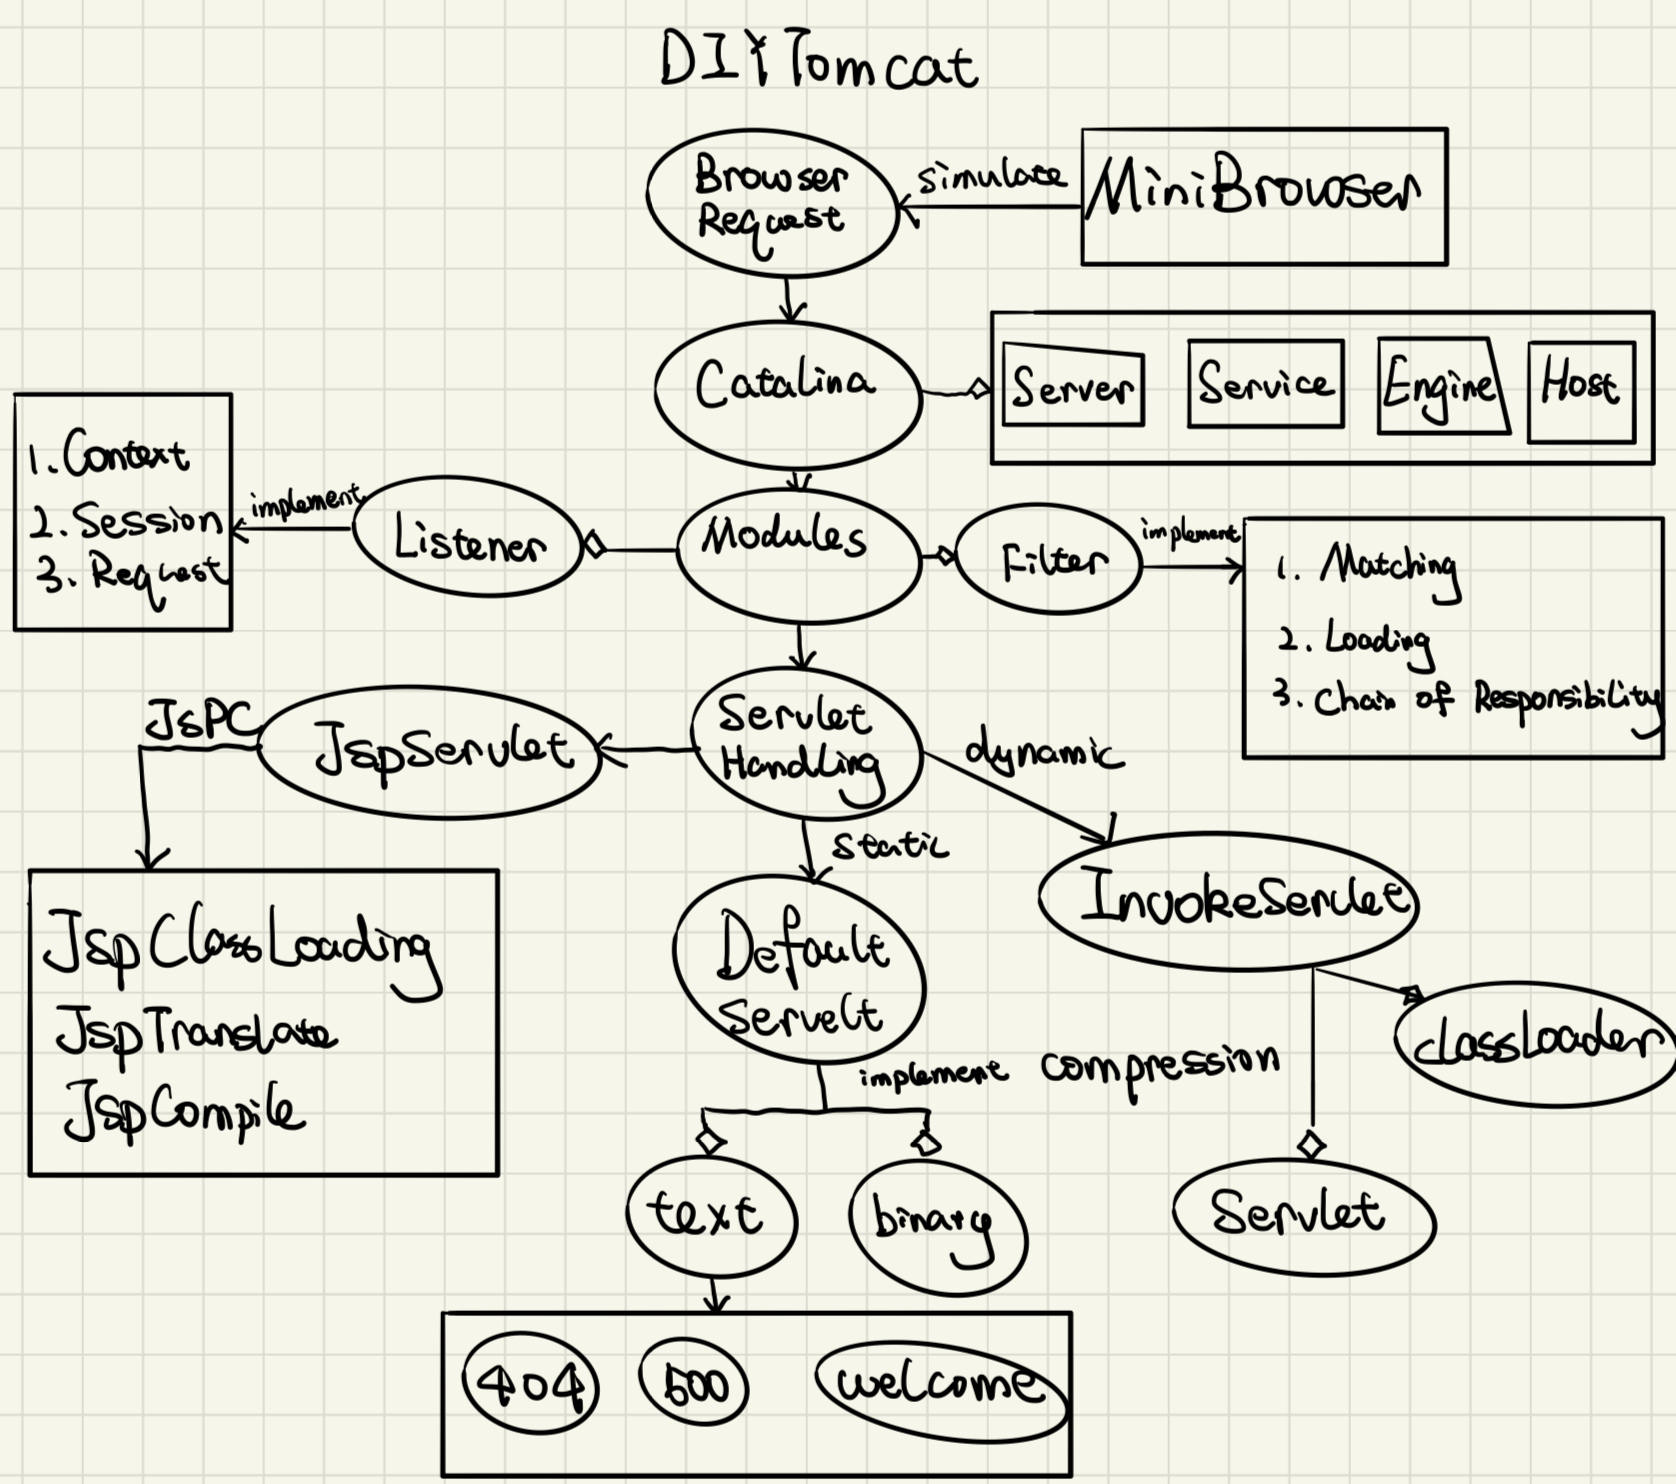 DIYTomcat
Browser
Request
simulate
MiniBrowser
Catalina
Server
Service
Engine
Host
1. Context
2. Session
3. Request
implement
Listener
Modules
Filter
implement
1. Matching
2. Loading
3. Chain of Responsibility
JsPC
JspServlet
Servlet
Handling
dynamic
static
JspClassLoading
JspTranslate
JspCompile
Default
Servelt
InvokeServlet
classLoader
implement compression
text
binary
Servlet
404
500
welcome